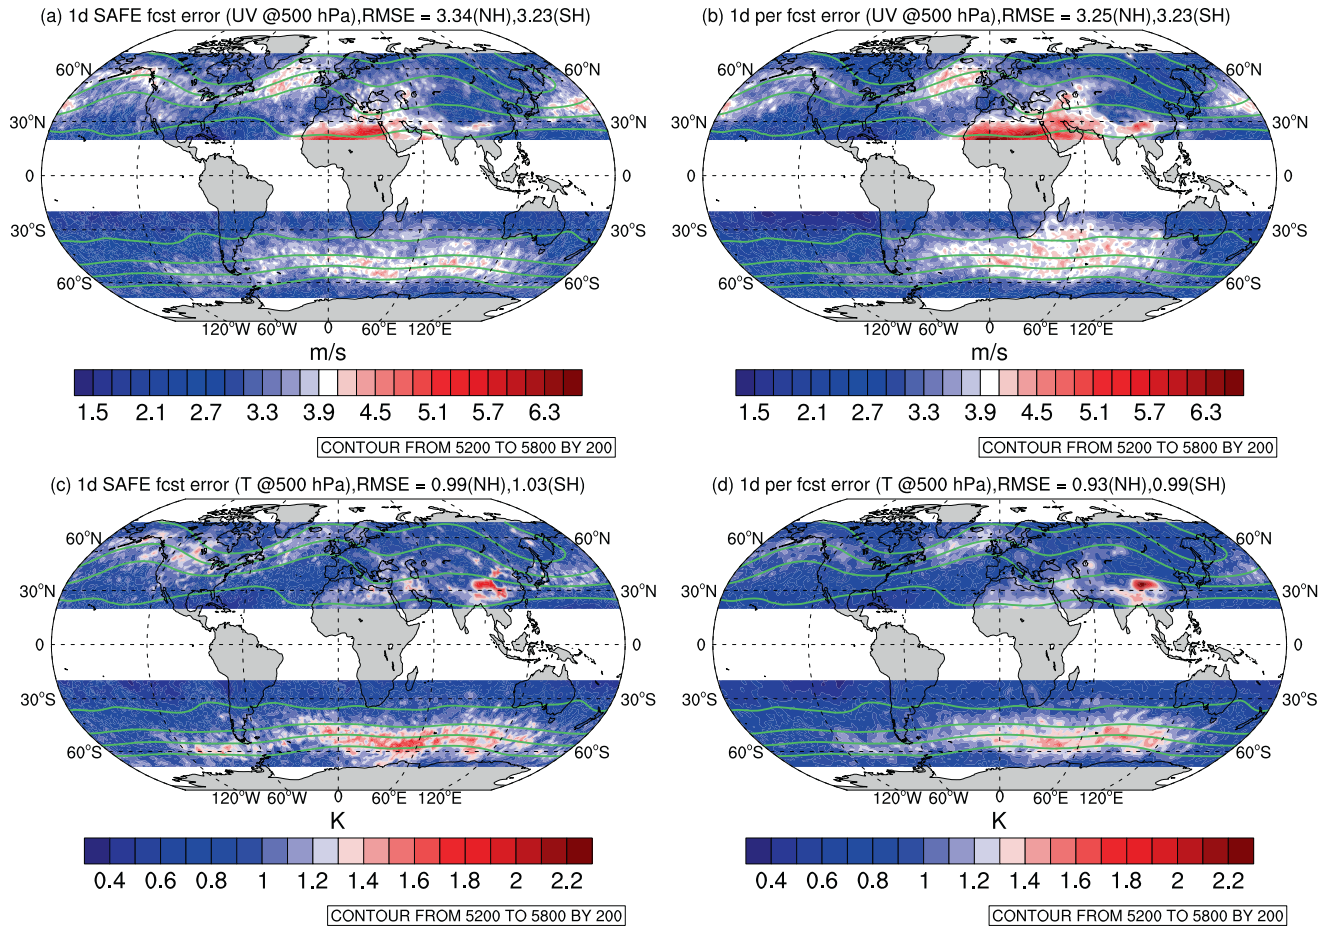 (a) 1d SAFE fcst error (UV @500 hPa),RMSE = 3.34(NH),3.23(SH)
60°N 60°N
30°N 30°N
0 0
30°S 30°S
60°S 60°S
120°W 60°W 0 60°E 120°E
m/s
1.5 2.1 2.7 3.3 3.9 4.5 5.1 5.7 6.3
CONTOUR FROM 5200 TO 5800 BY 200
(b) 1d per fcst error (UV @500 hPa),RMSE = 3.25(NH),3.23(SH)
60°N 60°N
30°N 30°N
0 0
30°S 30°S
60°S 60°S
120°W 60°W 0 60°E 120°E
m/s
1.5 2.1 2.7 3.3 3.9 4.5 5.1 5.7 6.3
CONTOUR FROM 5200 TO 5800 BY 200
(c) 1d SAFE fcst error (T @500 hPa),RMSE = 0.99(NH),1.03(SH)
60°N 60°N
30°N 30°N
0 0
30°S 30°S
60°S 60°S
120°W 60°W 0 60°E 120°E
K
0.4 0.6 0.8 1 1.2 1.4 1.6 1.8 2 2.2
CONTOUR FROM 5200 TO 5800 BY 200
(d) 1d per fcst error (T @500 hPa),RMSE = 0.93(NH),0.99(SH)
60°N 60°N
30°N 30°N
0 0
30°S 30°S
60°S 60°S
120°W 60°W 0 60°E 120°E
K
0.4 0.6 0.8 1 1.2 1.4 1.6 1.8 2 2.2
CONTOUR FROM 5200 TO 5800 BY 200